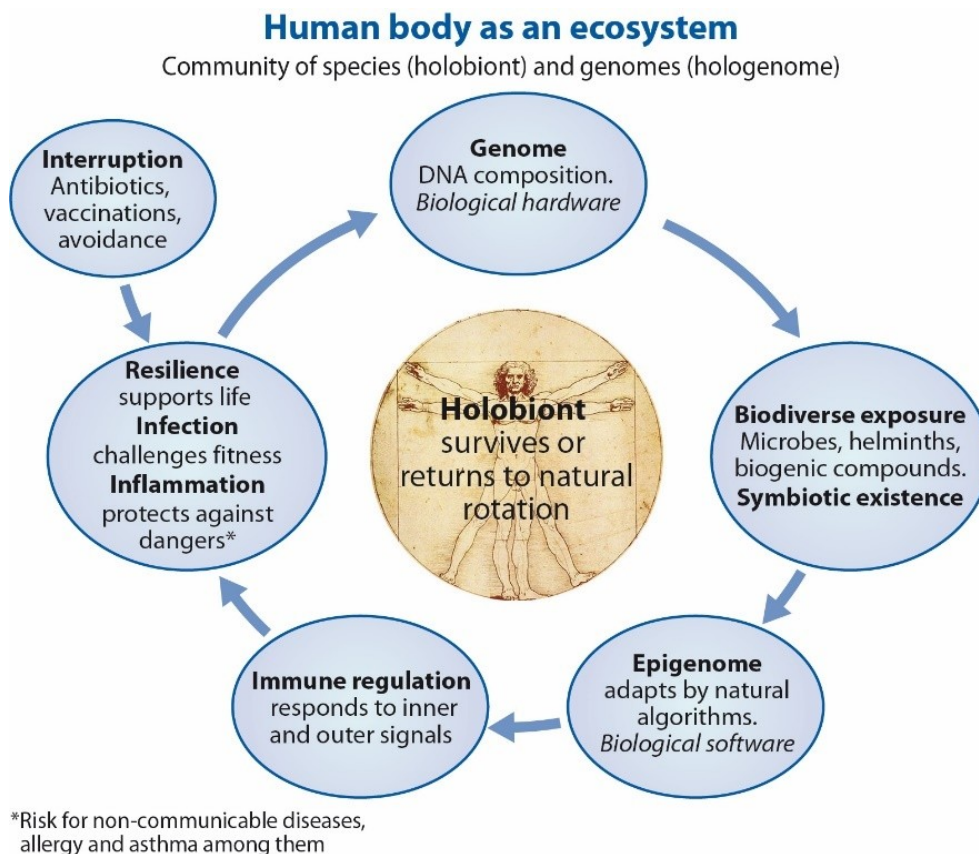 Human body as an ecosystem
Community of species (holobiont) and genomes (hologenome)
Interruption
Antibiotics,
vaccinations,
avoidance
Genome
DNA composition.
Biological hardware
Resilience
supports life
Infection
challenges fitness
Inflammation
protects against
dangers*
Holobiont
survives or
returns to natural
rotation
Biodiverse exposure
Microbes, helminths,
biogenic compounds.
Symbiotic existence
Immune regulation
responds to inner
and outer signals
Epigenome
adapts by natural
algorithms.
Biological software
*Risk for non-communicable diseases,
allergy and asthma among them